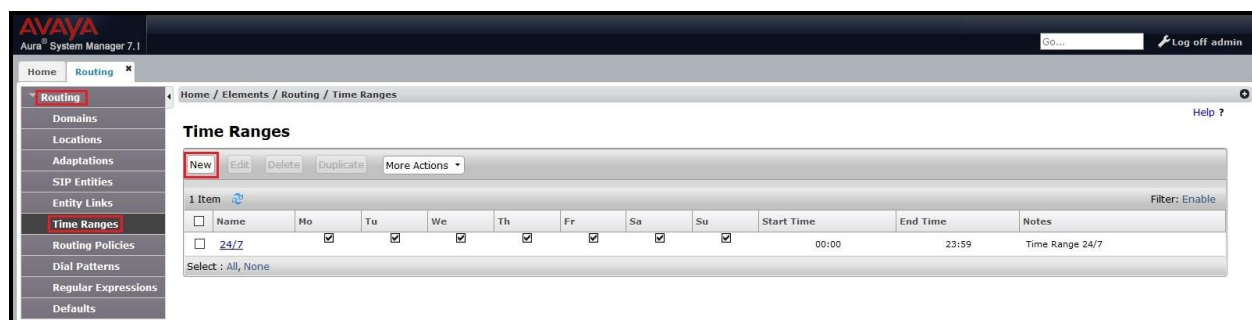 AVAYA
Aura® System Manager 7.1
Go...
Log off admin
Home Routing ×
Routing
Domains
Locations
Adaptations
SIP Entities
Entity Links
Time Ranges
Routing Policies
Dial Patterns
Regular Expressions
Defaults
Home / Elements / Routing / Time Ranges
Help ?
Time Ranges
New Edit Delete Duplicate More Actions
1 Item Filter: Enable
Name Mo Tu We Th Fr Sa Su Start Time End Time Notes
24/7 00:00 23:59 Time Range 24/7
Select : All, None